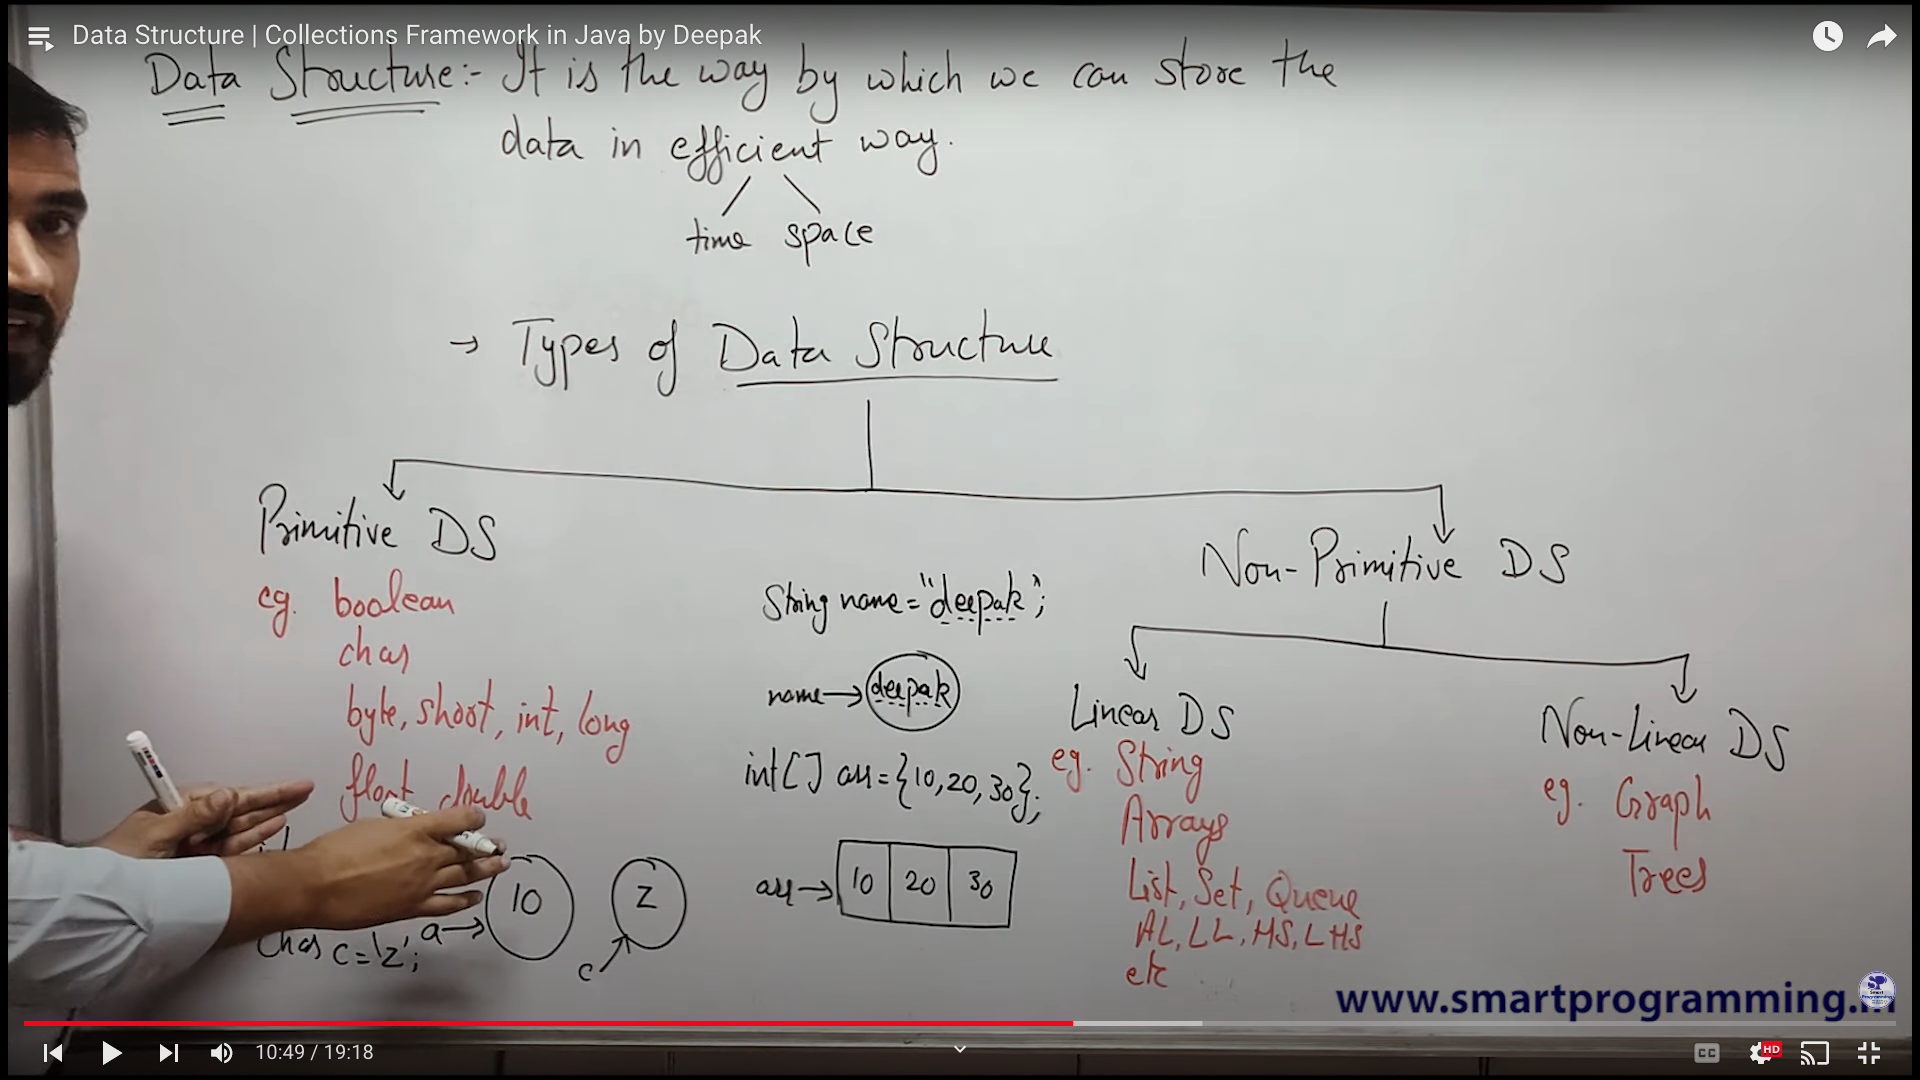 Data Structure | Collections Framework in Java by Deepak
Data Structure:- It is the way by which we can store the
data in efficient way.
time space
→ Types of Data Structure
Primitive DS
eg. boolean
char
byte, short, int, long
float, double
char c='z';
a→ 10
z
c
String name="deepak";
name→ deepak
int[] arr={10,20,30};
arr→ 10 20 30
Non-Primitive DS
Linear DS
eg. String
Arrays
List, Set, Queue
AL, LL, HS, LHS
etc
Non-Linear DS
eg. Graph
Trees
www.smartprogramming.in
10:49 / 19:18
CC
HD